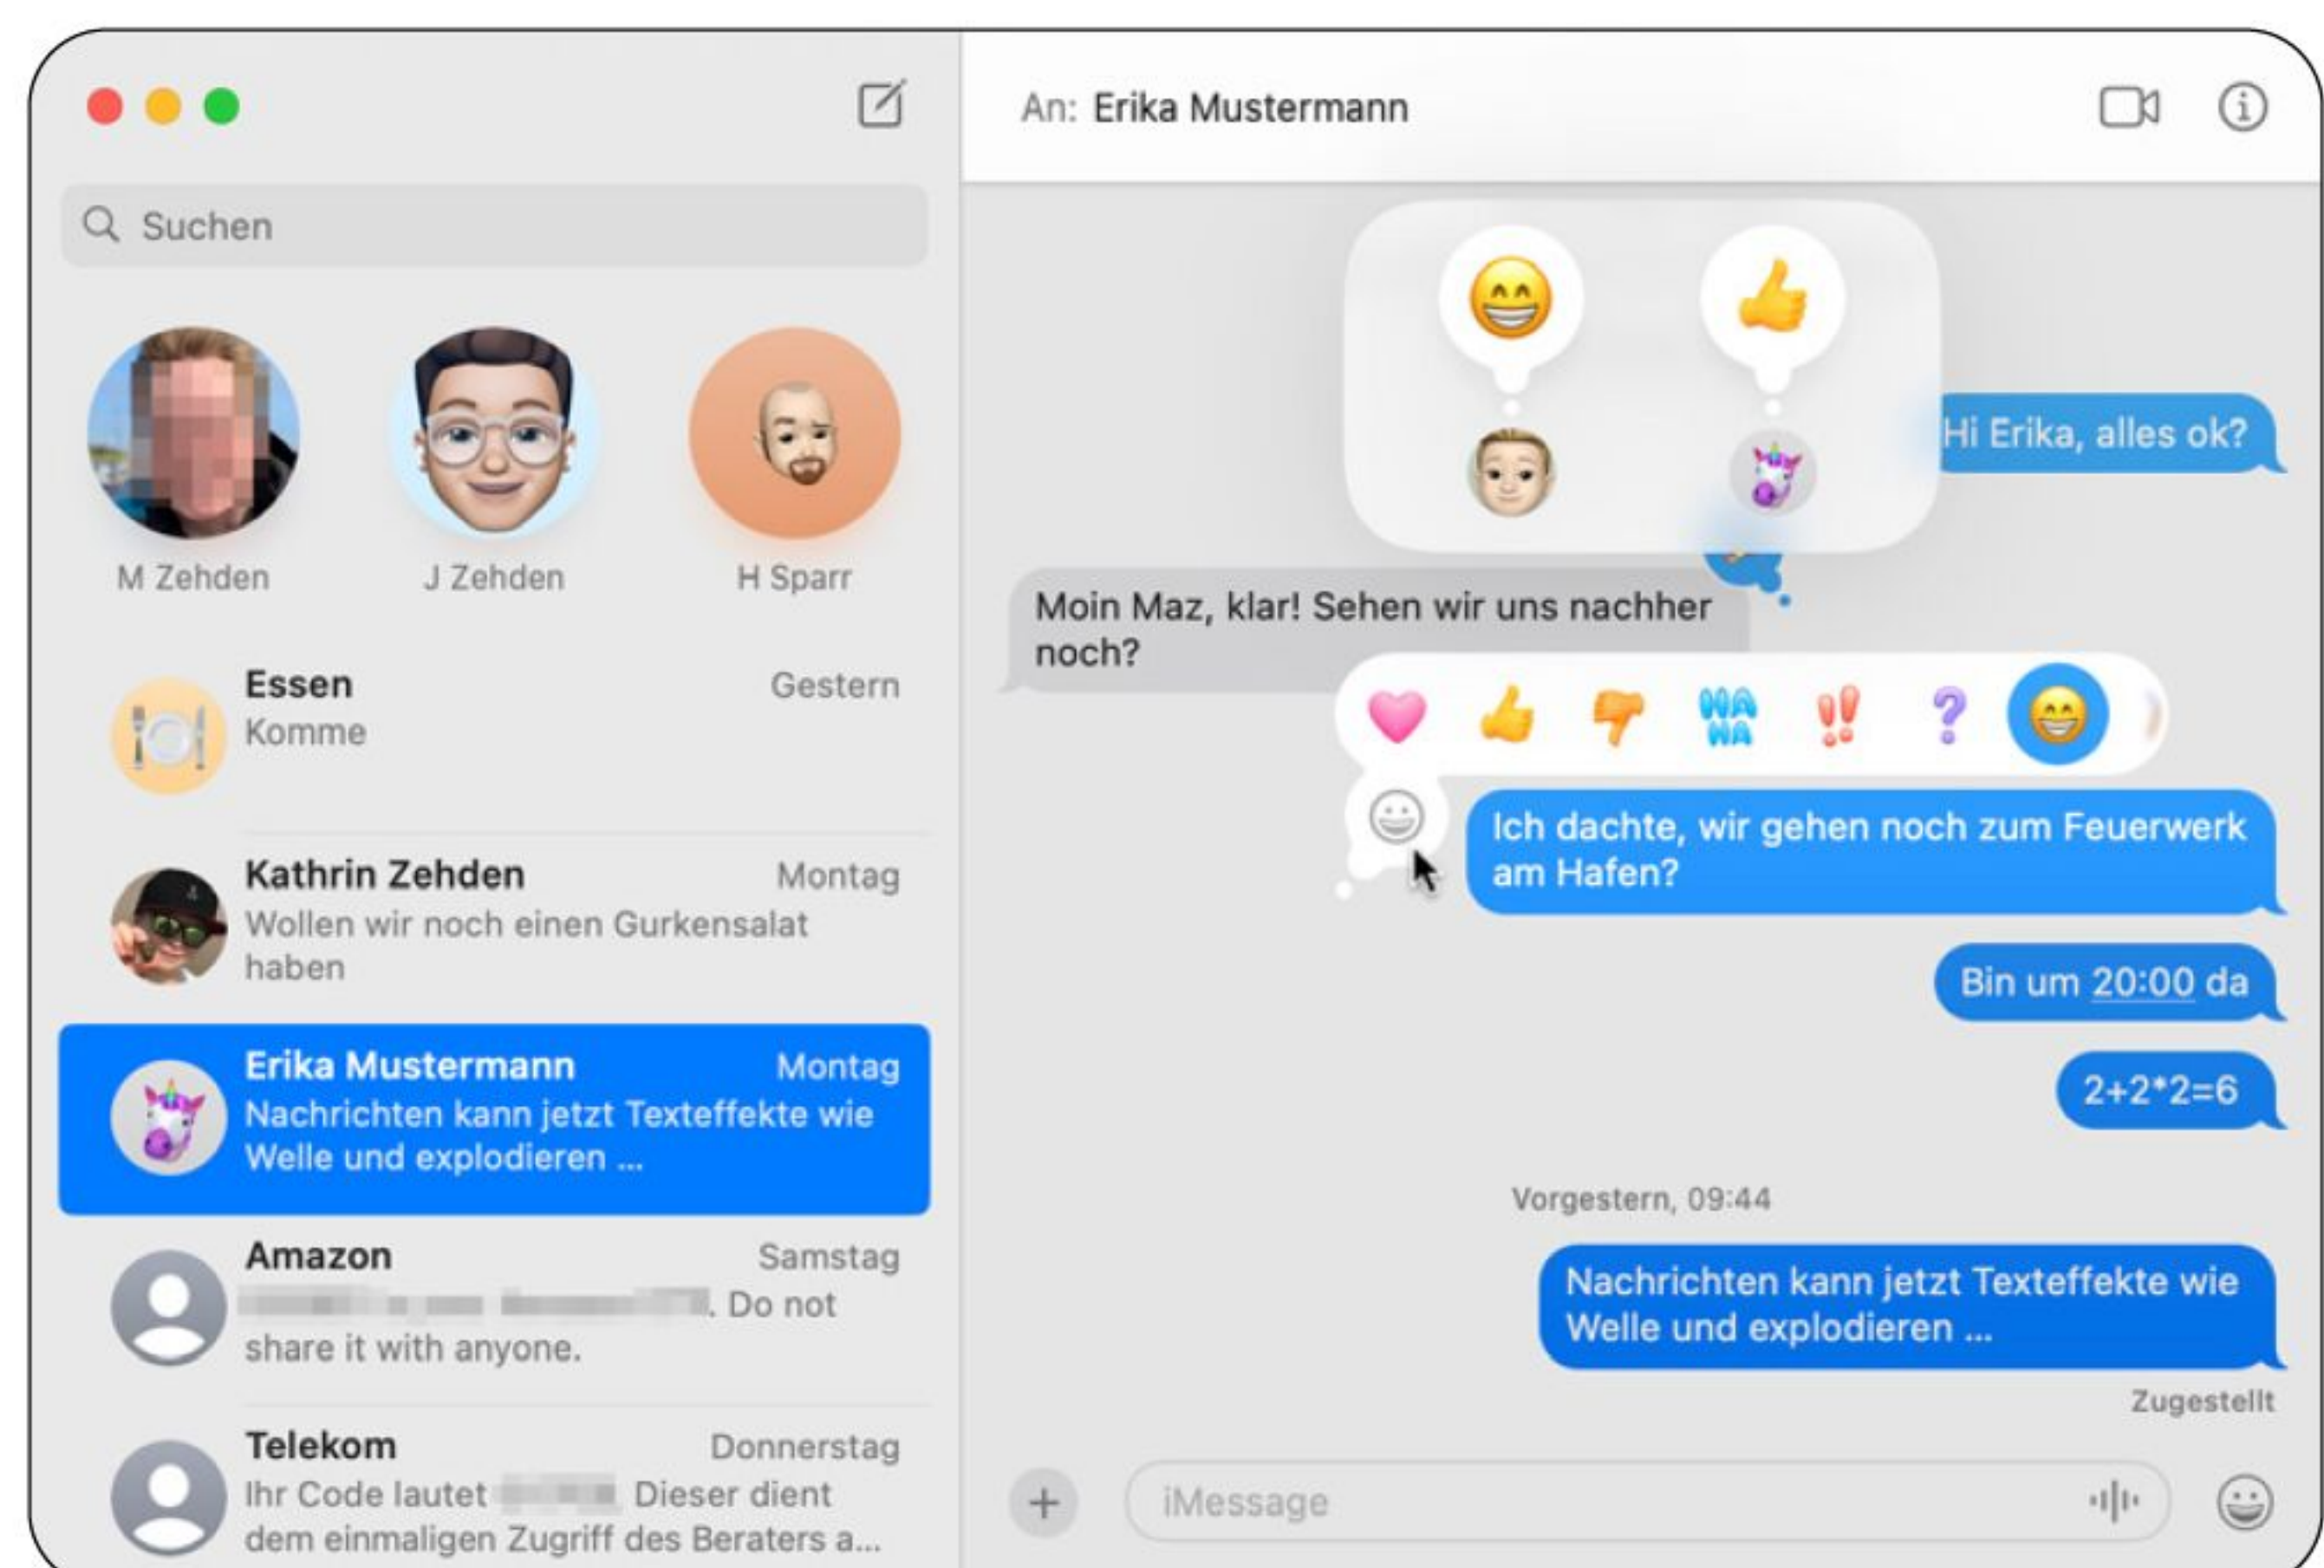 Suchen
M Zehden
J Zehden
H Sparr
Essen
Gestern
Komme
Kathrin Zehden
Montag
Wollen wir noch einen Gurkensalat
haben
Erika Mustermann
Montag
Nachrichten kann jetzt Texteffekte wie
Welle und explodieren ...
Amazon
Samstag
. Do not
share it with anyone.
Telekom
Donnerstag
Ihr Code lautet Dieser dient
dem einmaligen Zugriff des Beraters a...
An: Erika Mustermann
Hi Erika, alles ok?
Moin Maz, klar! Sehen wir uns nachher
noch?
HA
HA
!! ?
Ich dachte, wir gehen noch zum Feuerwerk
am Hafen?
Bin um 20:00 da
2+2*2=6
Vorgestern, 09:44
Nachrichten kann jetzt Texteffekte wie
Welle und explodieren ...
Zugestellt
iMessage